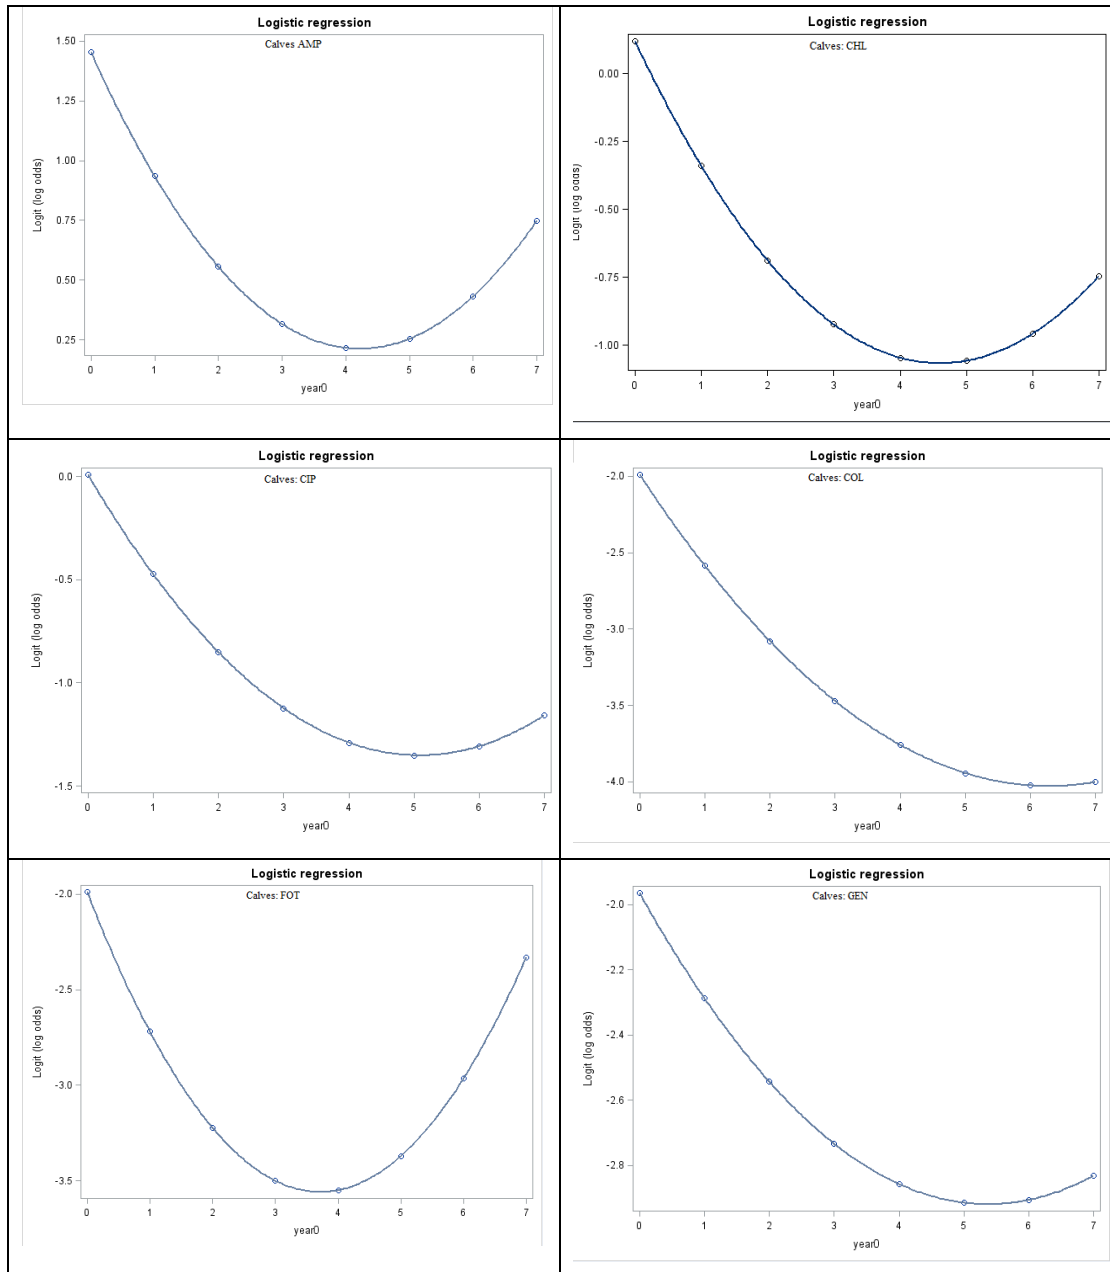 Logistic regression
Calves AMP
1.50
1.25
1.00
0.75
0.50
0.25
Logit (log odds)
0 1 2 3 4 5 6 7
year0
Logistic regression
Calves: CHL
0.00
-0.25
-0.50
-0.75
-1.00
Logit (log odds)
0 1 2 3 4 5 6 7
year0
Logistic regression
Calves: CIP
0.0
-0.5
-1.0
-1.5
Logit (log odds)
0 1 2 3 4 5 6 7
year0
Logistic regression
Calves: COL
-2.0
-2.5
-3.0
-3.5
-4.0
Logit (log odds)
0 1 2 3 4 5 6 7
year0
Logistic regression
Calves: FOT
-2.0
-2.5
-3.0
-3.5
Logit (log odds)
0 1 2 3 4 5 6 7
year0
Logistic regression
Calves: GEN
-2.0
-2.2
-2.4
-2.6
-2.8
Logit (log odds)
0 1 2 3 4 5 6 7
year0